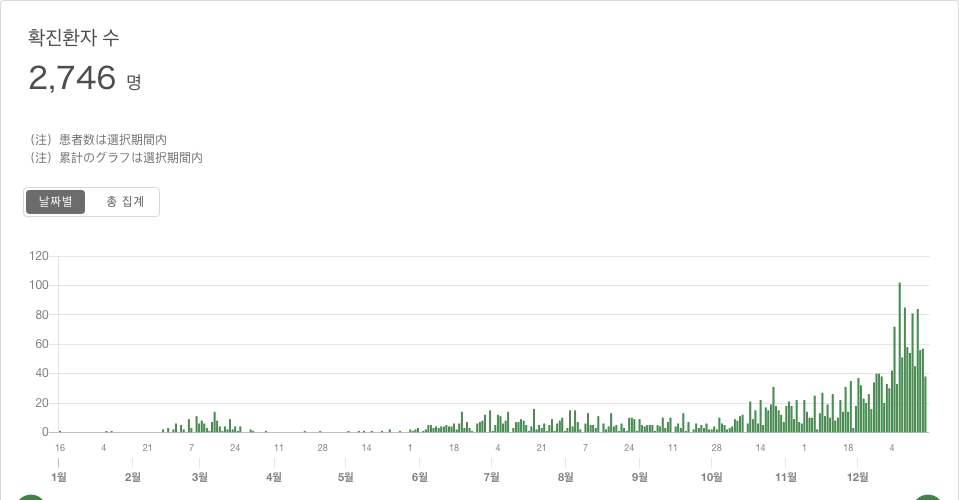 확진환자 수
2,746 명
（注）患者数は選択期間内
（注）累計のグラフは選択期間内
날짜별 총 집계
120
100
80
60
40
20
0
16 4 21 7 24 11 28 14 1 18 4 21 7 24 11 28 14 1 18 4
1월 2월 3월 4월 5월 6월 7월 8월 9월 10월 11월 12월